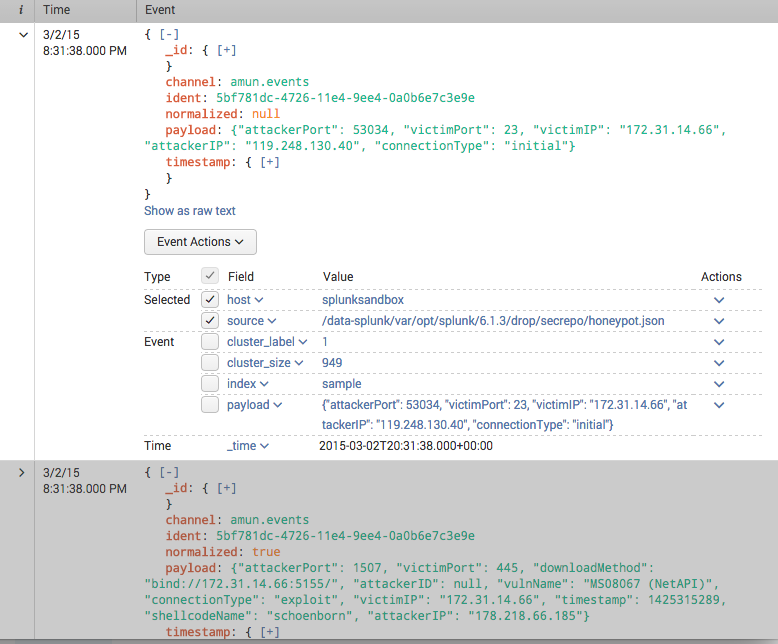 i Time Event
3/2/15
8:31:38.000 PM
{ [-]
_id: { [+]
}
channel: amun.events
ident: 5bf781dc-4726-11e4-9ee4-0a0b6e7c3e9e
normalized: null
payload: {"attackerPort": 53034, "victimPort": 23, "victimIP": "172.31.14.66",
"attackerIP": "119.248.130.40", "connectionType": "initial"}
timestamp: { [+]
}
}
Show as raw text
Event Actions
Type Field Value Actions
Selected host splunksandbox
source /data-splunk/var/opt/splunk/6.1.3/drop/secrepo/honeypot.json
Event cluster_label 1
cluster_size 949
index sample
payload {"attackerPort": 53034, "victimPort": 23, "victimIP": "172.31.14.66", "at
tackerIP": "119.248.130.40", "connectionType": "initial"}
Time _time 2015-03-02T20:31:38.000+00:00
3/2/15
8:31:38.000 PM
{ [-]
_id: { [+]
}
channel: amun.events
ident: 5bf781dc-4726-11e4-9ee4-0a0b6e7c3e9e
normalized: true
payload: {"attackerPort": 1507, "victimPort": 445, "downloadMethod":
"bind://172.31.14.66:5155/", "attackerID": null, "vulnName": "MS08067 (NetAPI)",
"connectionType": "exploit", "victimIP": "172.31.14.66", "timestamp": 1425315289,
"shellcodeName": "schoenborn", "attackerIP": "178.218.66.185"}
timestamp: { [+]